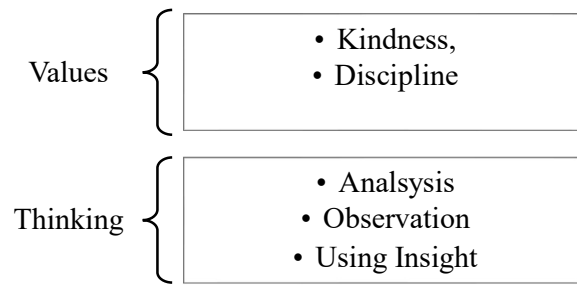 Values
• Kindness,
• Discipline
Thinking
• Analsysis
• Observation
• Using Insight